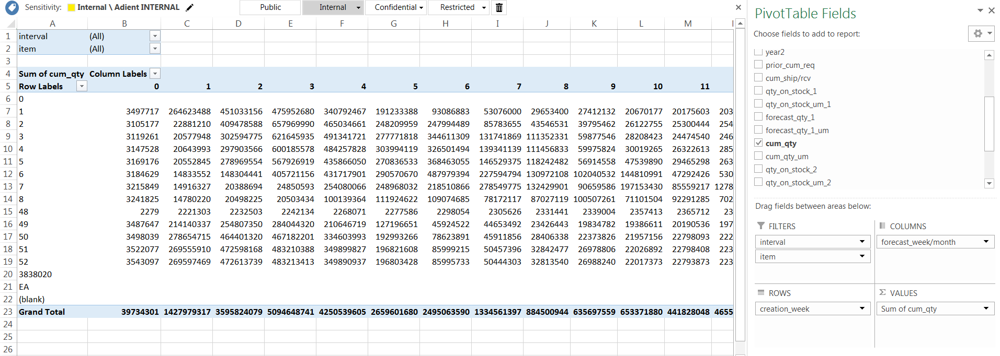 Sensitivity: Internal \ Adient INTERNAL Public Internal Confidential Restricted
PivotTable Fields
Choose fields to add to report:
A B C D E F G H I J K L M
1 interval (All)
2 item (All)
3
4 Sum of cum_qty Column Labels
5 Row Labels 0 1 2 3 4 5 6 7 8 9 10 11
6 0
7 1 3497717 264623488 451033156 475952680 340792467 191233388 93086883 53076000 29653400 27412132 20670177 20175603 203
8 2 3105177 22881210 409478588 657969990 465034661 248209959 247994489 85783655 43546531 39795462 26122755 25300444 254
9 3 3119261 20577948 302594775 621645935 491341721 277771818 344611309 131741869 111352331 59877546 28208423 24474540 246
10 4 3147528 20643993 297903566 600185578 484257828 303994119 326501494 139341139 111456833 59975824 30019265 26322613 285
11 5 3169176 20552845 278969554 567926919 435866050 270836533 368463055 146529375 118242482 56914558 47539890 29465298 263
12 6 3184629 14833552 148304441 405721156 431717901 290570670 487979394 227594794 130972108 102040532 144810991 47292426 530
13 7 3215849 14916327 20388694 24850593 254080066 248968032 218510866 278549775 132429901 90659586 197153430 85559217 1278
14 8 3241825 14780220 20498225 20503434 100139364 111924622 109074685 78172117 87027119 100507261 71101504 92291285 702
15 48 2279 2221303 2232503 2242134 2268071 2277586 2298054 2305626 2331441 2339004 2357413 2365712 23
16 49 3487647 214140337 254807350 284044320 210646719 127196651 45924522 44653492 23426443 19834782 19386611 20190536 197
17 50 3498039 278654715 464401320 467182201 334603993 192993266 78623891 45911856 28406338 22373826 21957156 22798093 222
18 51 3522077 269555910 472598168 483210388 349899827 196821608 85999215 50457396 32842477 26978806 22026892 22798408 223
19 52 3543097 269597469 472613739 483213413 349890937 196803428 85995733 50444303 32813540 26988240 22017373 22793873 223
20 3838020
21 EA
22 (blank)
23 Grand Total 39734301 1427979317 3595824079 5094648741 4250539605 2659601680 2495063590 1334561397 884500944 635697559 653371880 441828048 4655
24
25
26
year2
prior_cum_req
cum_ship/rcv
qty_on_stock_1
qty_on_stock_um_1
forecast_qty_1
forecast_qty_1_um
cum_qty
cum_qty_um
qty_on_stock_2
qty_on_stock_um_2
Drag fields between areas below:
FILTERS
interval
item
COLUMNS
forecast_week/month
ROWS
creation_week
Σ VALUES
Sum of cum_qty